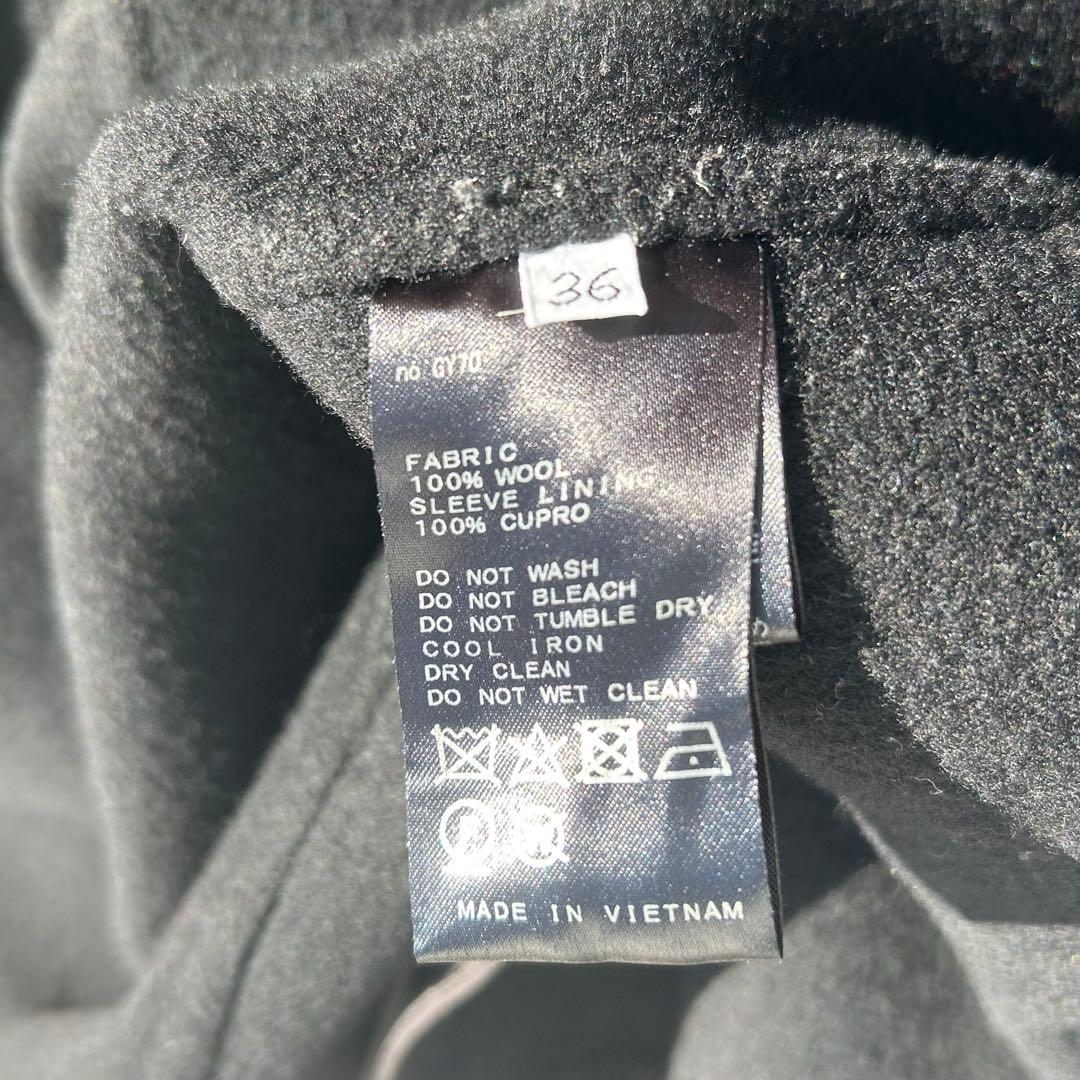 36
no GY70
FABRIC
100% WOOL
SLEEVE LINING
100% CUPRO
DO NOT WASH
DO NOT BLEACH
DO NOT TUMBLE DRY
COOL IRON
DRY CLEAN
DO NOT WET CLEAN
P
W
MADE IN VIETNAM